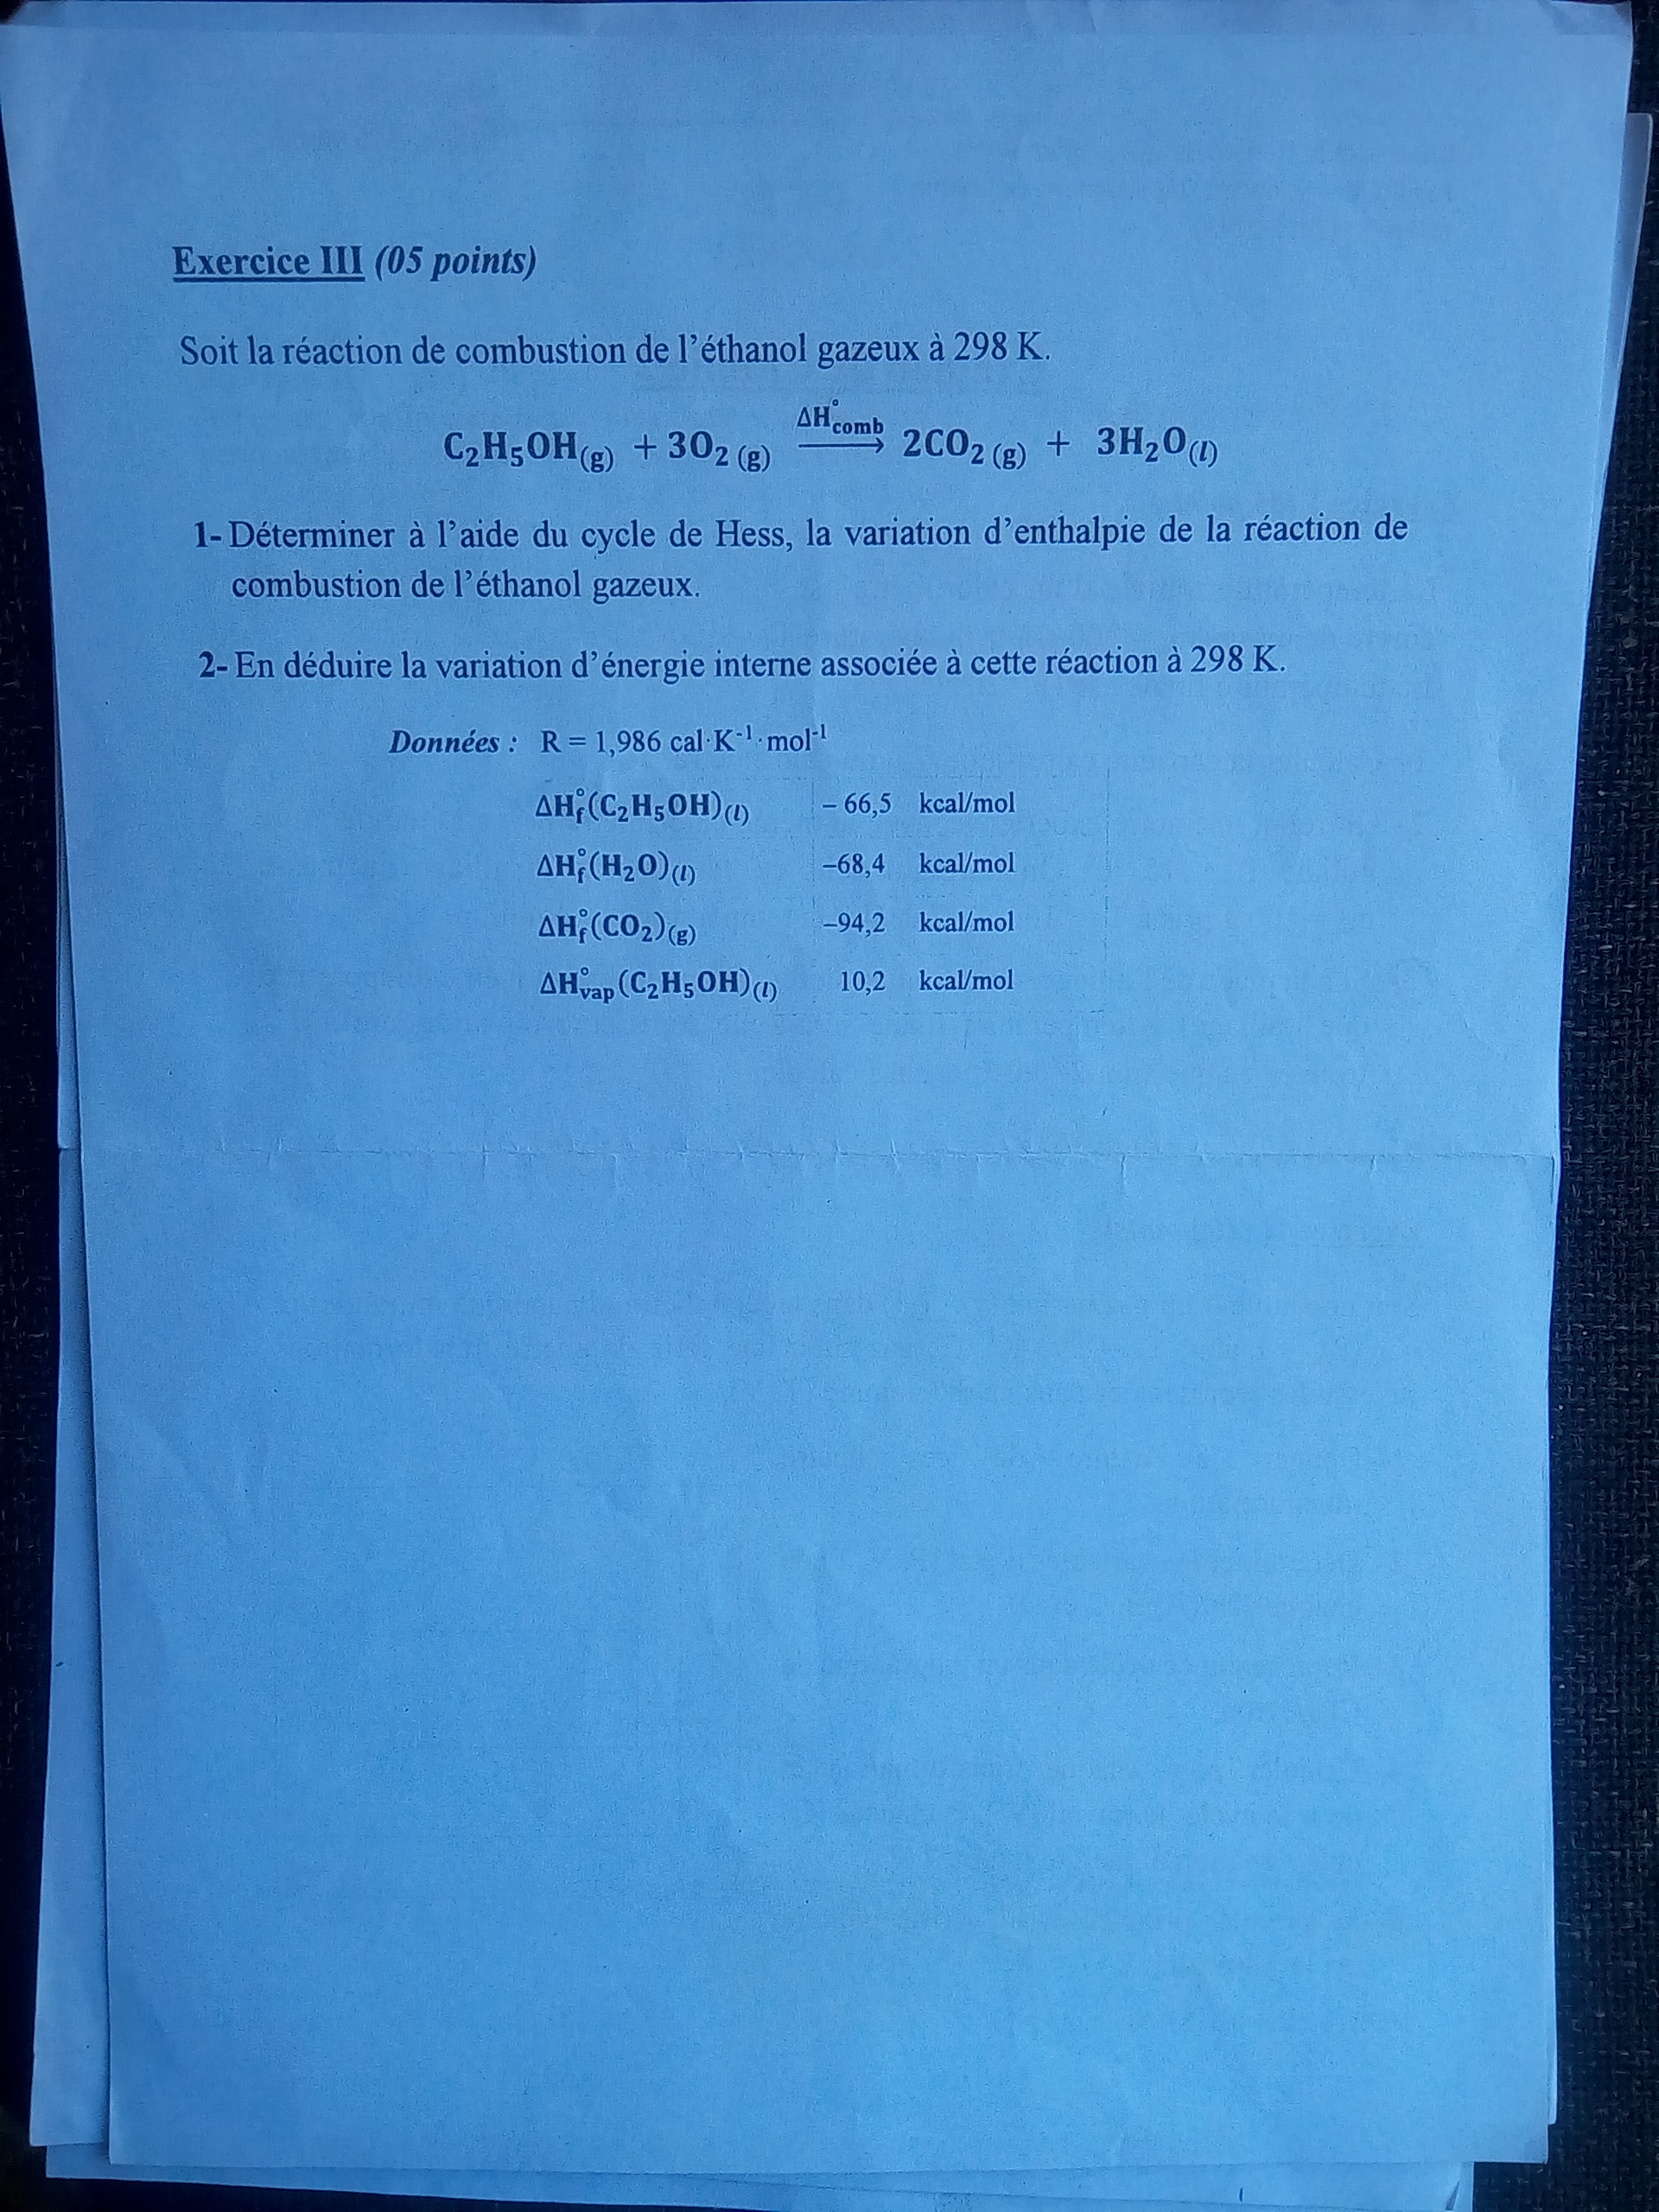 Exercice III (05 points)
Soit la réaction de combustion de l'éthanol gazeux à 298 K.
C₂H₅OH(g) + 3O₂ (g) ΔH°comb ⟶ 2CO₂ (g) + 3H₂O(l)
1- Déterminer à l'aide du cycle de Hess, la variation d'enthalpie de la réaction de
combustion de l'éthanol gazeux.
2- En déduire la variation d'énergie interne associée à cette réaction à 298 K.
Données : R = 1,986 cal·K⁻¹·mol⁻¹
ΔH°f(C₂H₅OH)(l) – 66,5 kcal/mol
ΔH°f(H₂O)(l) –68,4 kcal/mol
ΔH°f(CO₂)(g) –94,2 kcal/mol
ΔH°vap(C₂H₅OH)(l) 10,2 kcal/mol